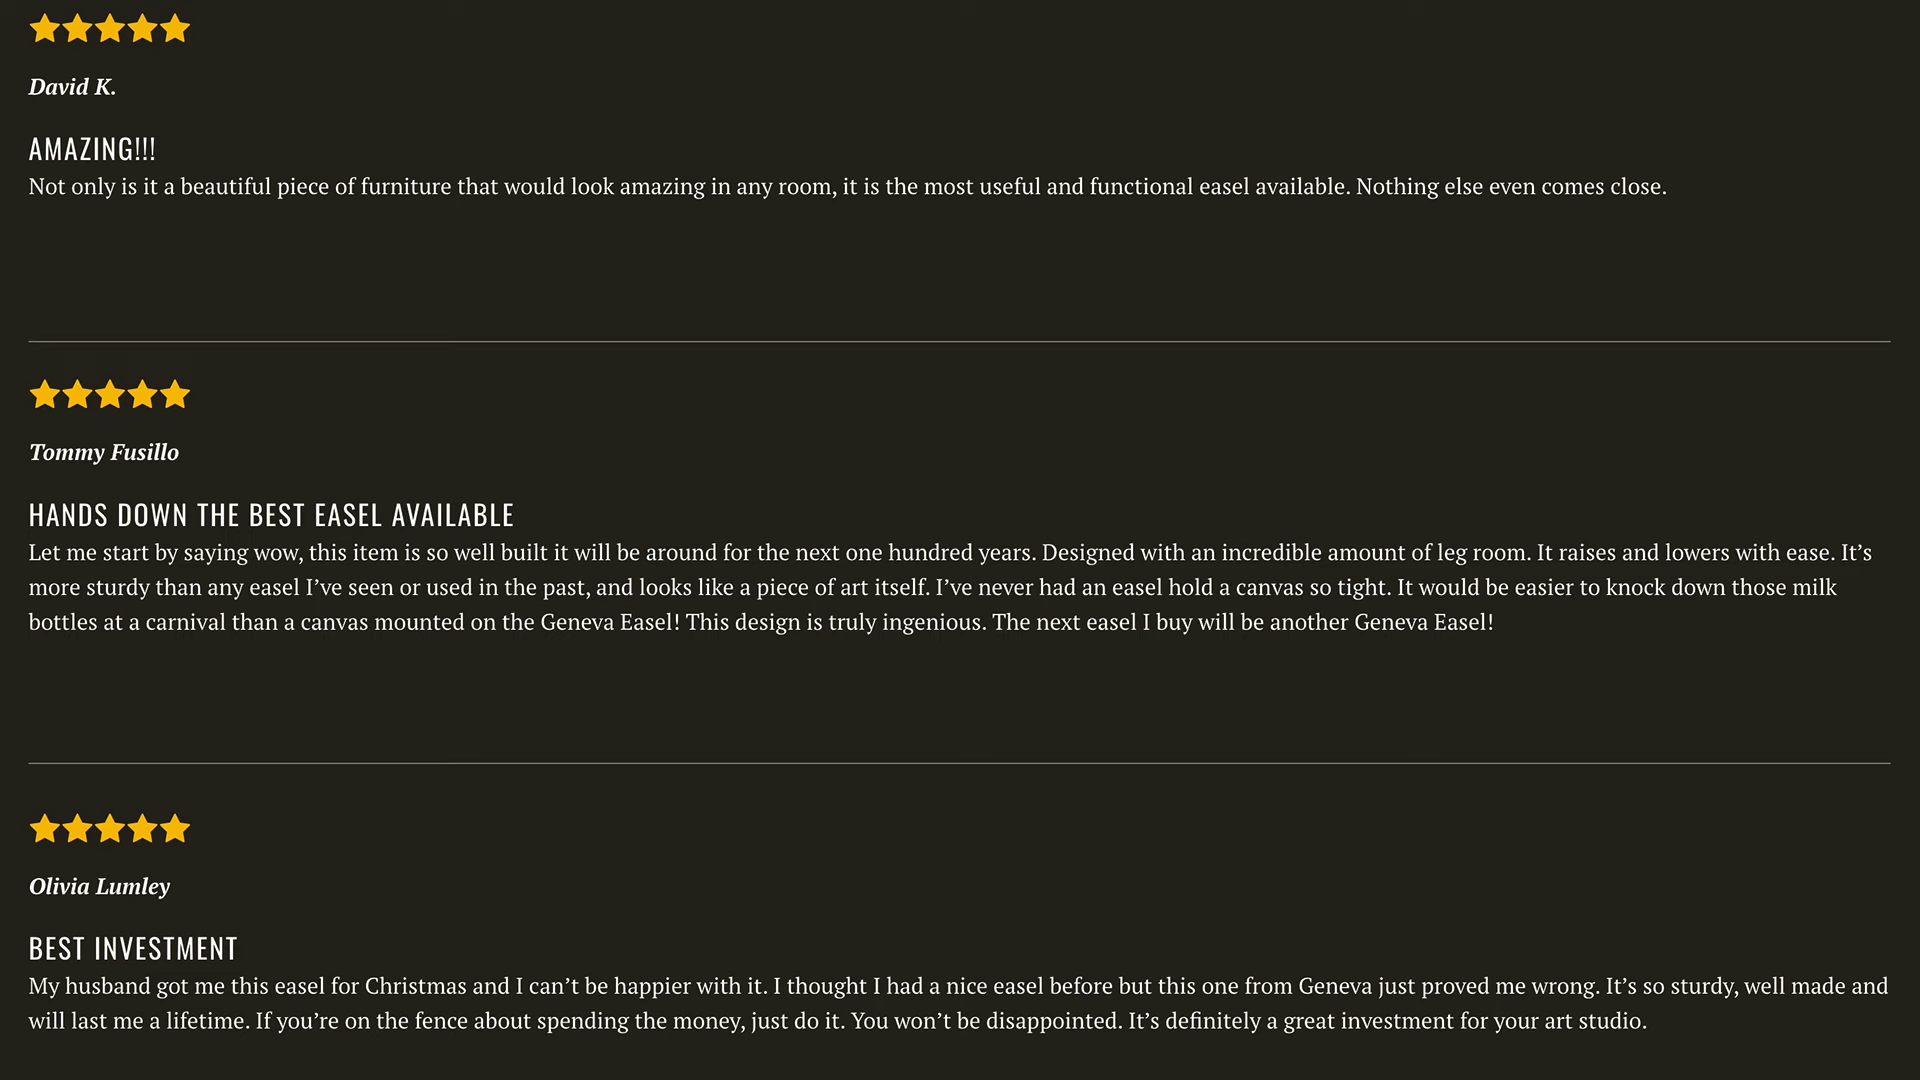 David K.
AMAZING!!!
Not only is it a beautiful piece of furniture that would look amazing in any room, it is the most useful and functional easel available. Nothing else even comes close.
Tommy Fusillo
HANDS DOWN THE BEST EASEL AVAILABLE
Let me start by saying wow, this item is so well built it will be around for the next one hundred years. Designed with an incredible amount of leg room. It raises and lowers with ease. It’s
more sturdy than any easel I’ve seen or used in the past, and looks like a piece of art itself. I’ve never had an easel hold a canvas so tight. It would be easier to knock down those milk
bottles at a carnival than a canvas mounted on the Geneva Easel! This design is truly ingenious. The next easel I buy will be another Geneva Easel!
Olivia Lumley
BEST INVESTMENT
My husband got me this easel for Christmas and I can’t be happier with it. I thought I had a nice easel before but this one from Geneva just proved me wrong. It’s so sturdy, well made and
will last me a lifetime. If you’re on the fence about spending the money, just do it. You won’t be disappointed. It’s definitely a great investment for your art studio.